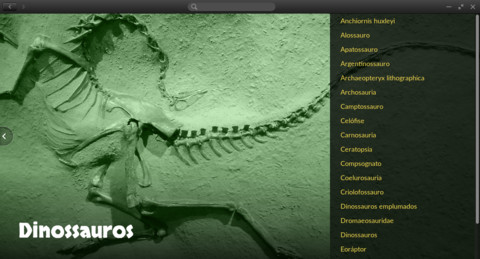 Anchiornis huxleyi
Alossauro
Apatossauro
Argentinossauro
Archaeopteryx lithographica
Archosauria
Camptossauro
Celófise
Carnosauria
Ceratopsia
Compsognato
Coelurosauria
Criolofossauro
Dinossauros emplumados
Dromaeosauridae
Dinossauros
Eoráptor
Dinossauros